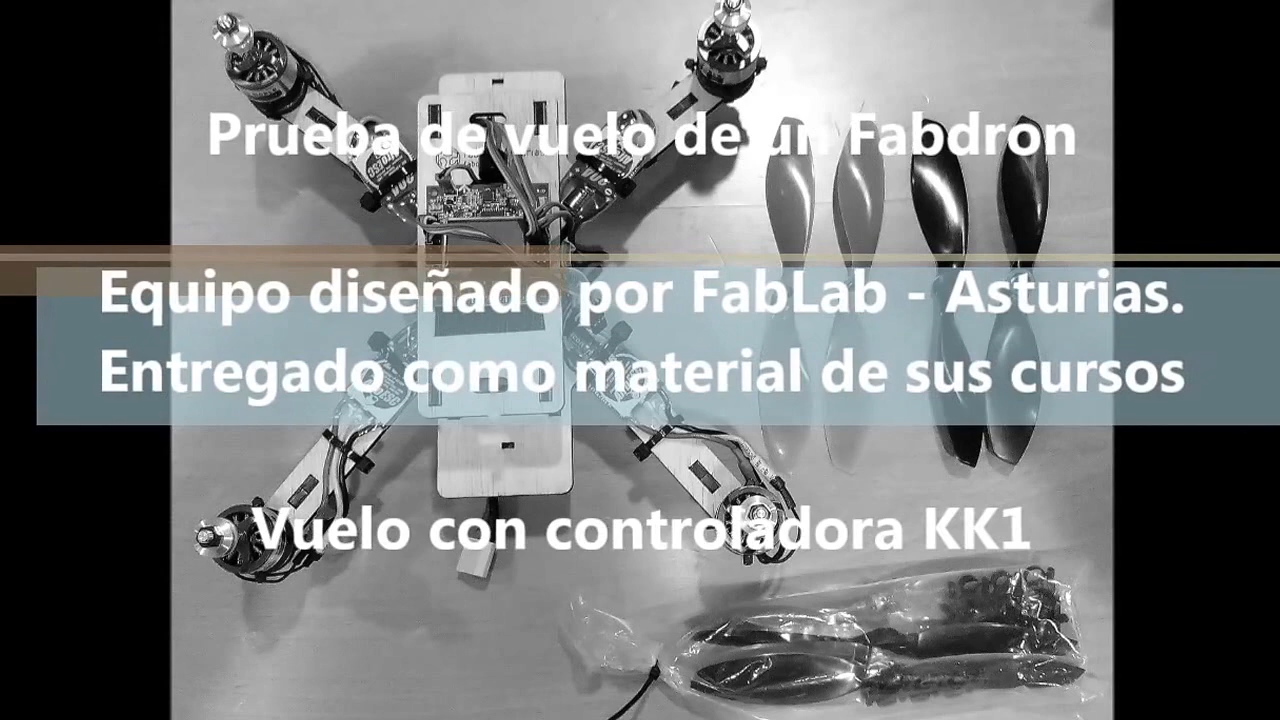 Prueba de vuelo de un Fabdron
Equipo diseñado por FabLab - Asturias.
Entregado como material de sus cursos
Vuelo con controladora KK1